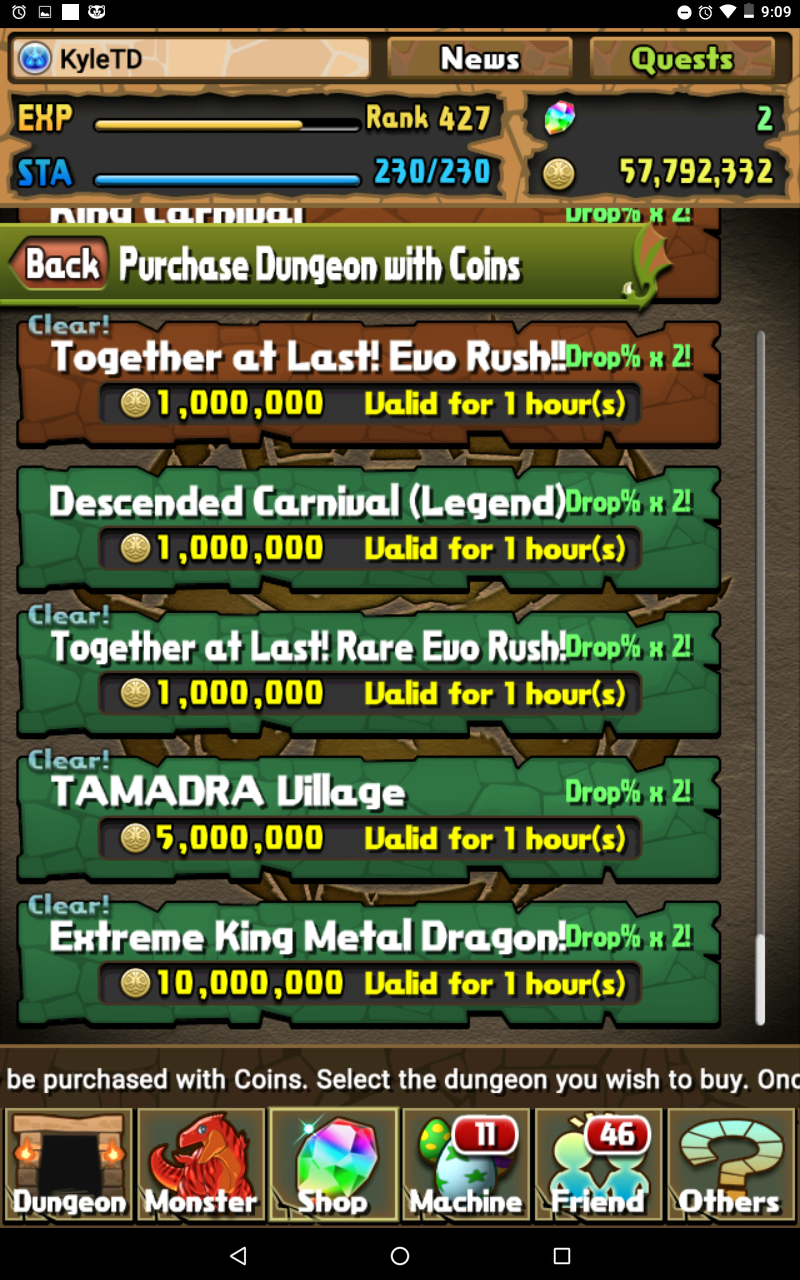 9:09
KyleTD
News
Quests
EXP
Rank 427
2
STA
230/230
57,792,332
King Carnival
Drop% x 2!
Back
Purchase Dungeon with Coins
Clear!
Together at Last! Evo Rush!!
Drop% x 2!
1,000,000 Valid for 1 hour(s)
Descended Carnival (Legend)
Drop% x 2!
1,000,000 Valid for 1 hour(s)
Clear!
Together at Last! Rare Evo Rush!
Drop% x 2!
1,000,000 Valid for 1 hour(s)
Clear!
TAMADRA Village
Drop% x 2!
5,000,000 Valid for 1 hour(s)
Clear!
Extreme King Metal Dragon!
Drop% x 2!
10,000,000 Valid for 1 hour(s)
be purchased with Coins. Select the dungeon you wish to buy. Onc
11
46
Dungeon
Monster
Shop
Machine
Friend
Others